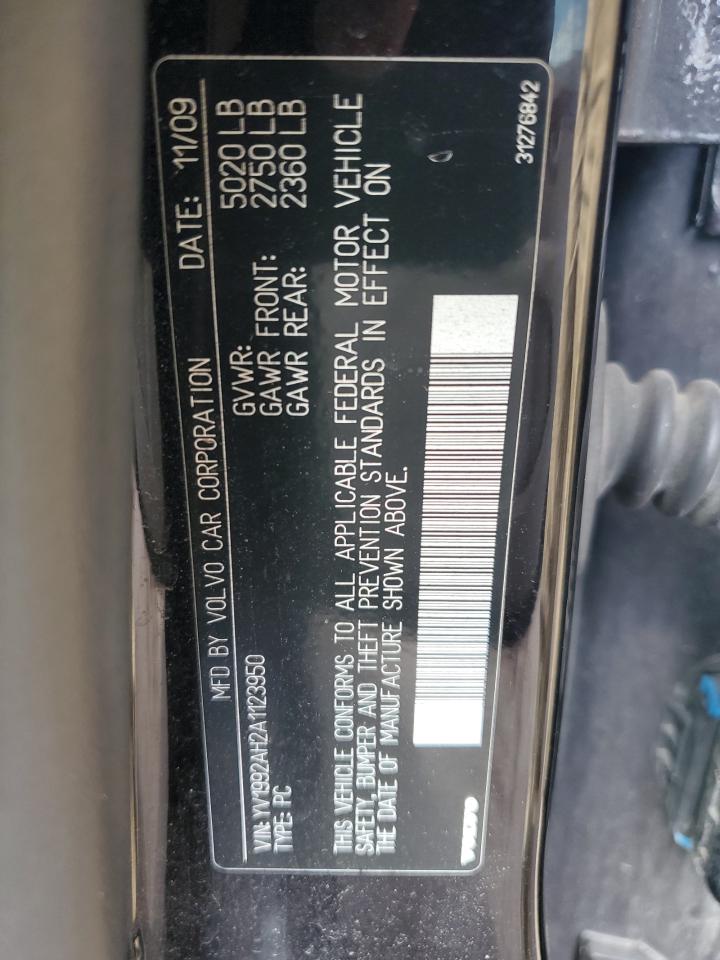 MFD BY VOLVO CAR CORPORATION DATE: 11/09
GVWR: 5020 LB
GAWR FRONT: 2750 LB
GAWR REAR: 2360 LB
VIN: YV1992AH2A1123950
TYPE: PC
THIS VEHICLE CONFORMS TO ALL APPLICABLE FEDERAL MOTOR VEHICLE
SAFETY, BUMPER AND THEFT PREVENTION STANDARDS IN EFFECT ON
THE DATE OF MANUFACTURE SHOWN ABOVE.
VOLVO
31276842